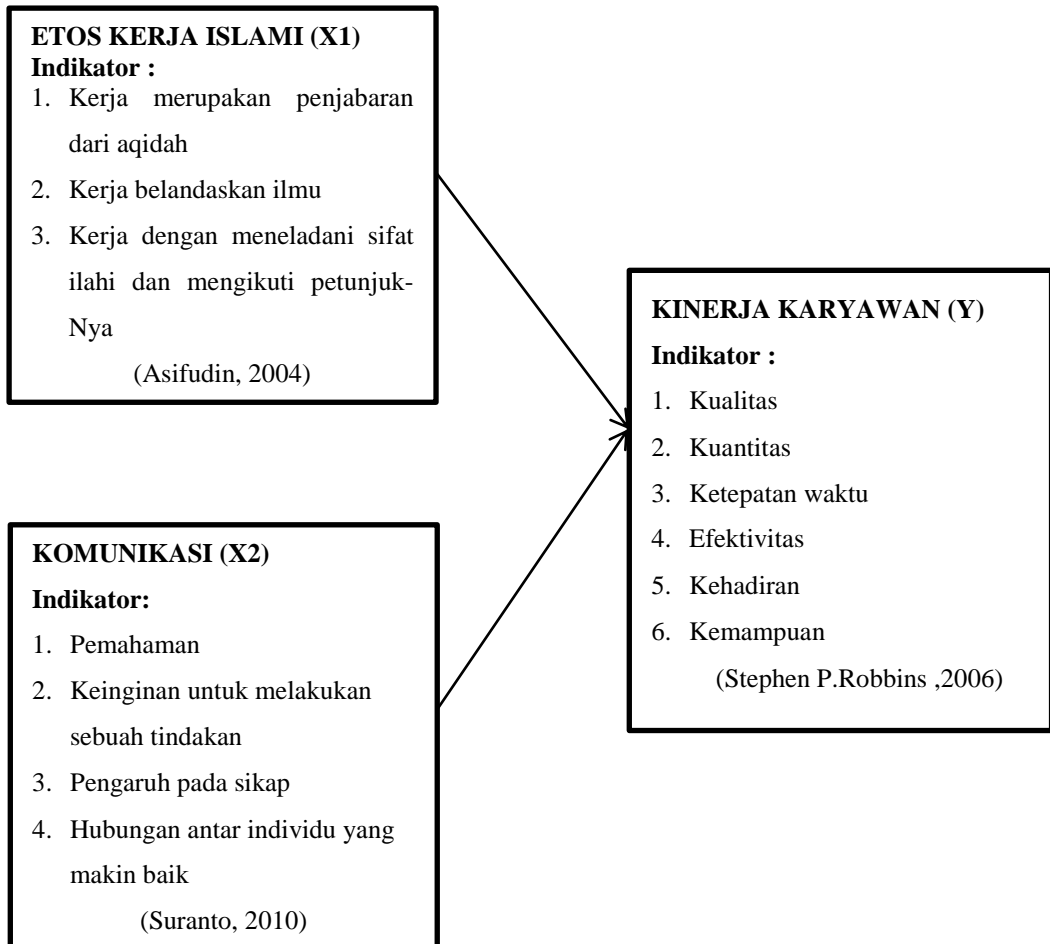 ETOS KERJA ISLAMI (X1)
Indikator :
1. Kerja merupakan penjabaran
dari aqidah
2. Kerja belandaskan ilmu
3. Kerja dengan meneladani sifat
ilahi dan mengikuti petunjuk-
Nya
(Asifudin, 2004)
KOMUNIKASI (X2)
Indikator:
1. Pemahaman
2. Keinginan untuk melakukan
sebuah tindakan
3. Pengaruh pada sikap
4. Hubungan antar individu yang
makin baik
(Suranto, 2010)
KINERJA KARYAWAN (Y)
Indikator :
1. Kualitas
2. Kuantitas
3. Ketepatan waktu
4. Efektivitas
5. Kehadiran
6. Kemampuan
(Stephen P.Robbins ,2006)